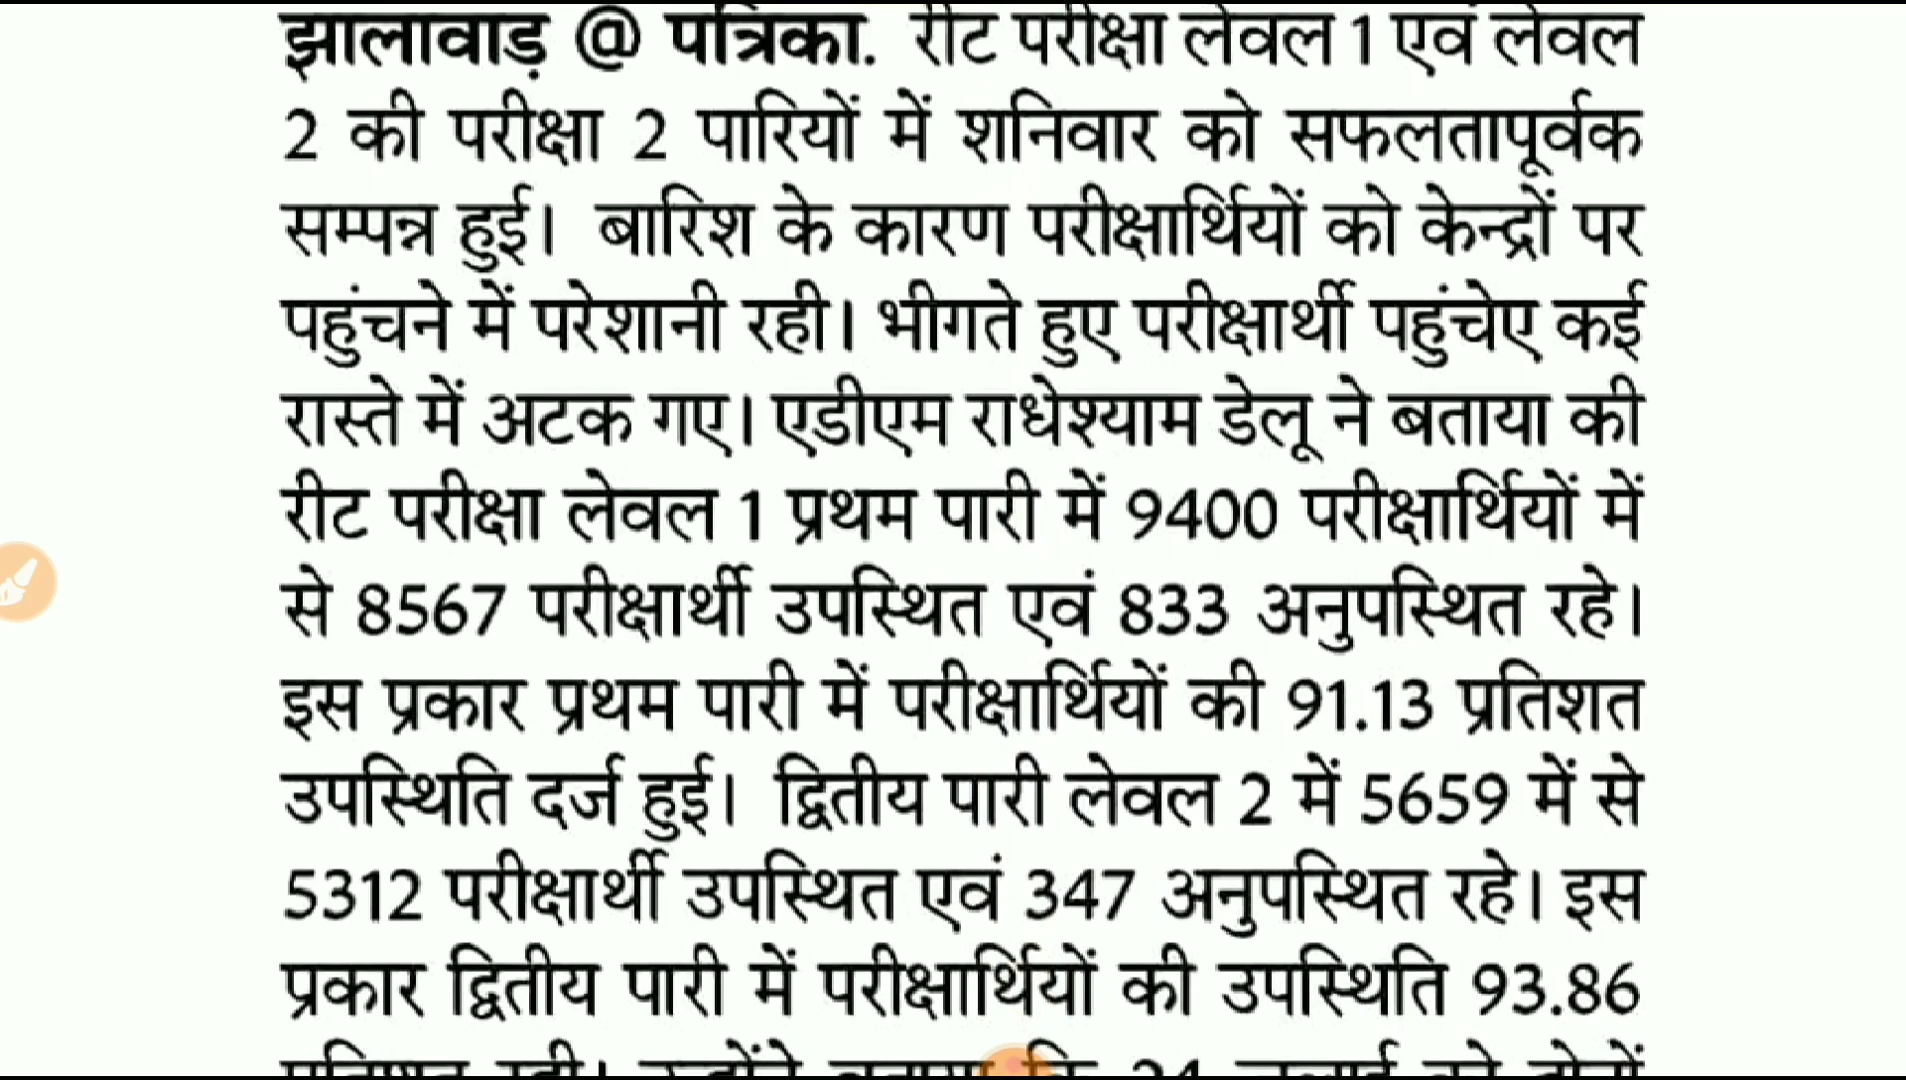 झालावाड़ @ पत्रिका. रीट परीक्षा लेवल 1 एवं लेवल
2 की परीक्षा 2 पारियों में शनिवार को सफलतापूर्वक
सम्पन्न हुई। बारिश के कारण परीक्षार्थियों को केन्द्रों पर
पहुंचने में परेशानी रही। भीगते हुए परीक्षार्थी पहुंचेए कई
रास्ते में अटक गए। एडीएम राधेश्याम डेलू ने बताया की
रीट परीक्षा लेवल 1 प्रथम पारी में 9400 परीक्षार्थियों में
से 8567 परीक्षार्थी उपस्थित एवं 833 अनुपस्थित रहे।
इस प्रकार प्रथम पारी में परीक्षार्थियों की 91.13 प्रतिशत
उपस्थिति दर्ज हुई। द्वितीय पारी लेवल 2 में 5659 में से
5312 परीक्षार्थी उपस्थित एवं 347 अनुपस्थित रहे। इस
प्रकार द्वितीय पारी में परीक्षार्थियों की उपस्थिति 93.86